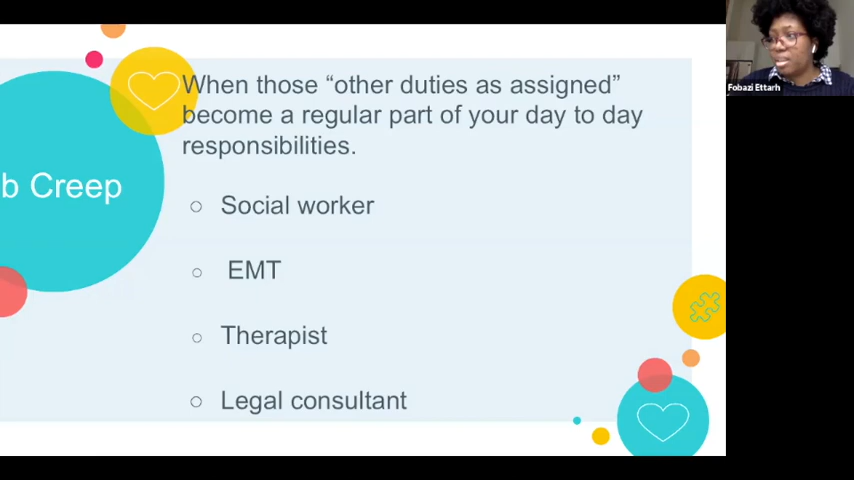 b Creep
When those “other duties as assigned”
become a regular part of your day to day
responsibilities.
Social worker
EMT
Therapist
Legal consultant
Fobazi Ettarh